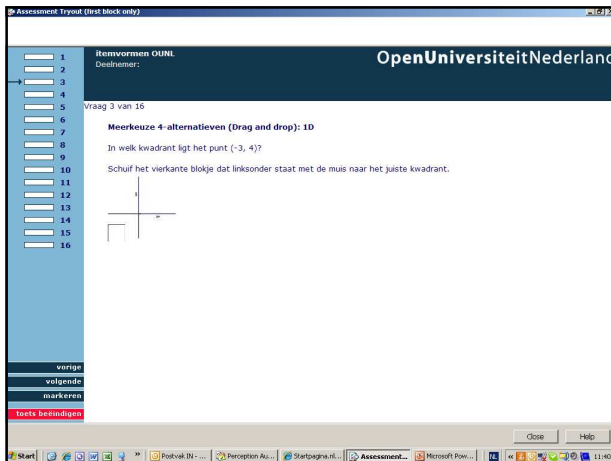 Assessment Tryout (first block only)
itemvormen OUNL
Deelnemer:
OpenUniversiteitNederland
1
2
3
4
5
6
7
8
9
10
11
12
13
14
15
16
Vraag 3 van 16
Meerkeuze 4-alternatieven (Drag and drop): 1D
In welk kwadrant ligt het punt (-3, 4)?
Schuif het vierkante blokje dat linksonder staat met de muis naar het juiste kwadrant.
vorige
volgende
markeren
toets beëindigen
Close Help
Start » Postvak IN - ... Perception Au... Startpagina.nl... Assessment... Microsoft Pow... NL « 11:40